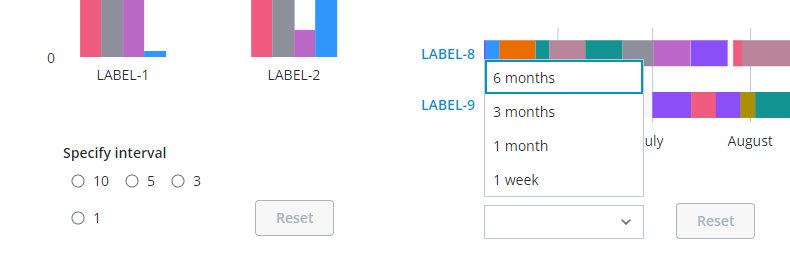 0
LABEL-1
LABEL-2
Specify interval
10 5 3
1
Reset
LABEL-8
6 months
3 months
LABEL-9
1 month
uly
August
1 week
Reset